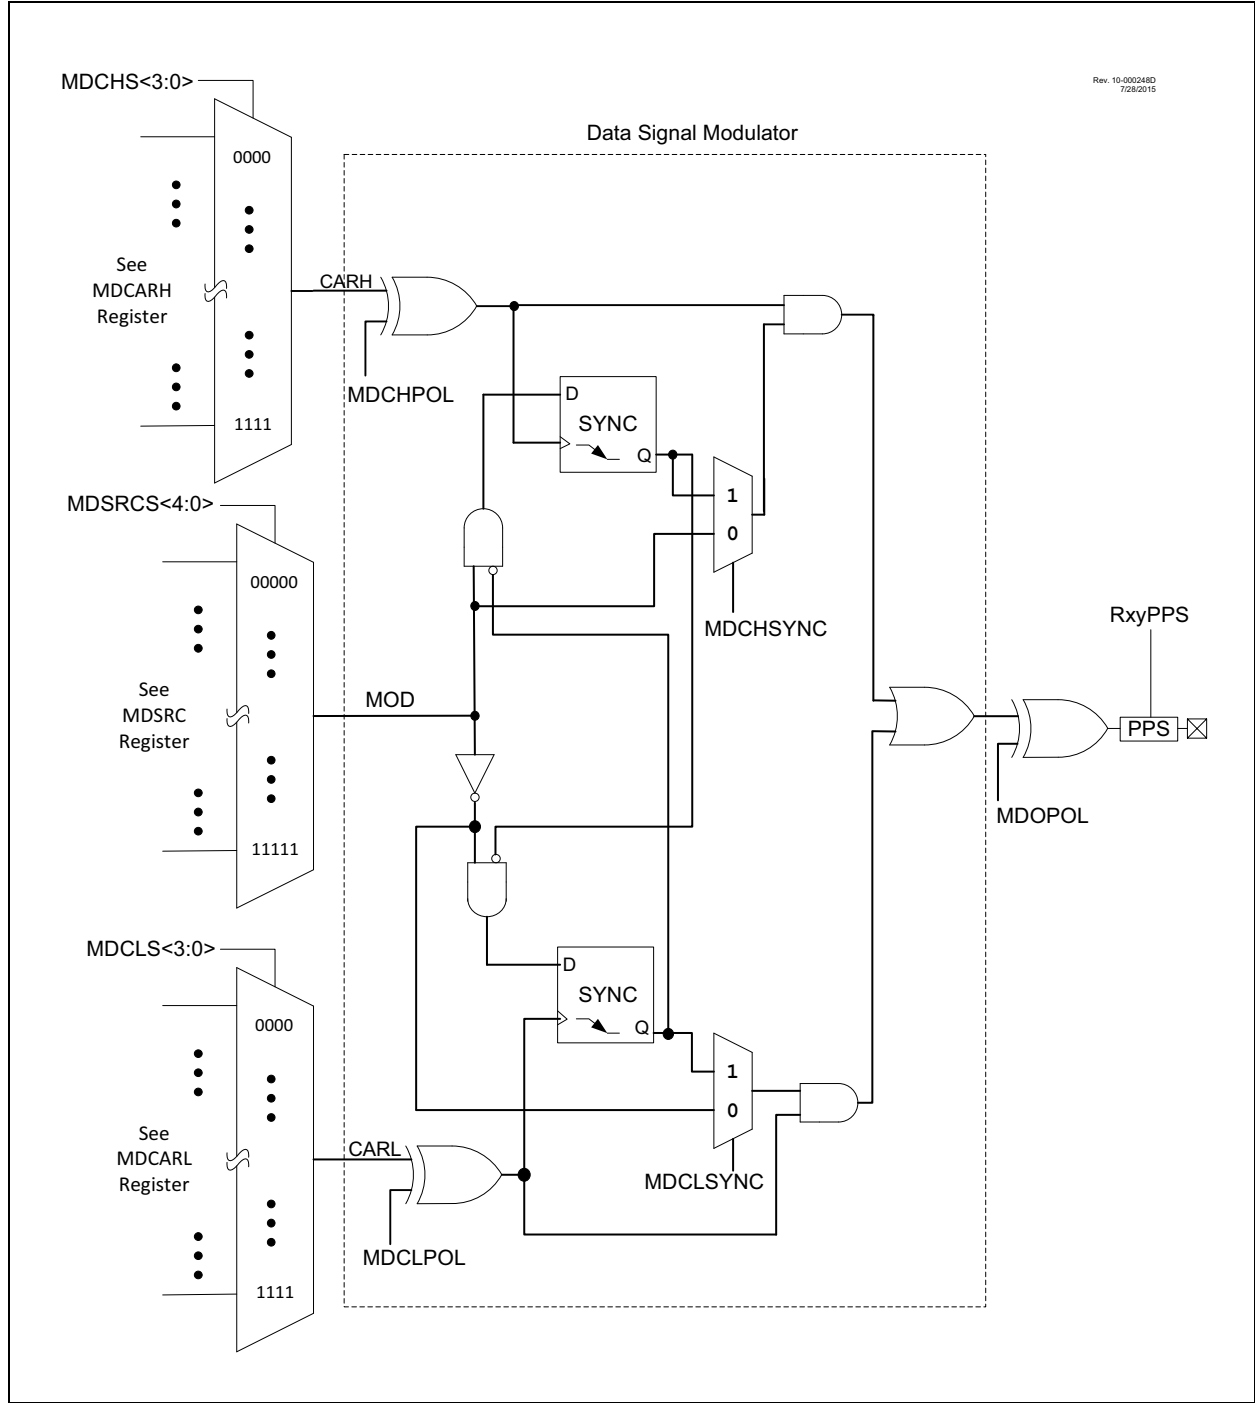 MDCHS<3:0>
Rev. 10-000248D
7/28/2015
Data Signal Modulator
0000
See
MDCARH
Register
CARH
1111
MDCHPOL
D
SYNC
Q
1
0
MDCHSYNC
MDSRCS<4:0>
00000
See
MDSRC
Register
MOD
11111
RxyPPS
PPS
MDOPOL
MDCLS<3:0>
0000
See
MDCARL
Register
CARL
1111
MDCLPOL
D
SYNC
Q
1
0
MDCLSYNC